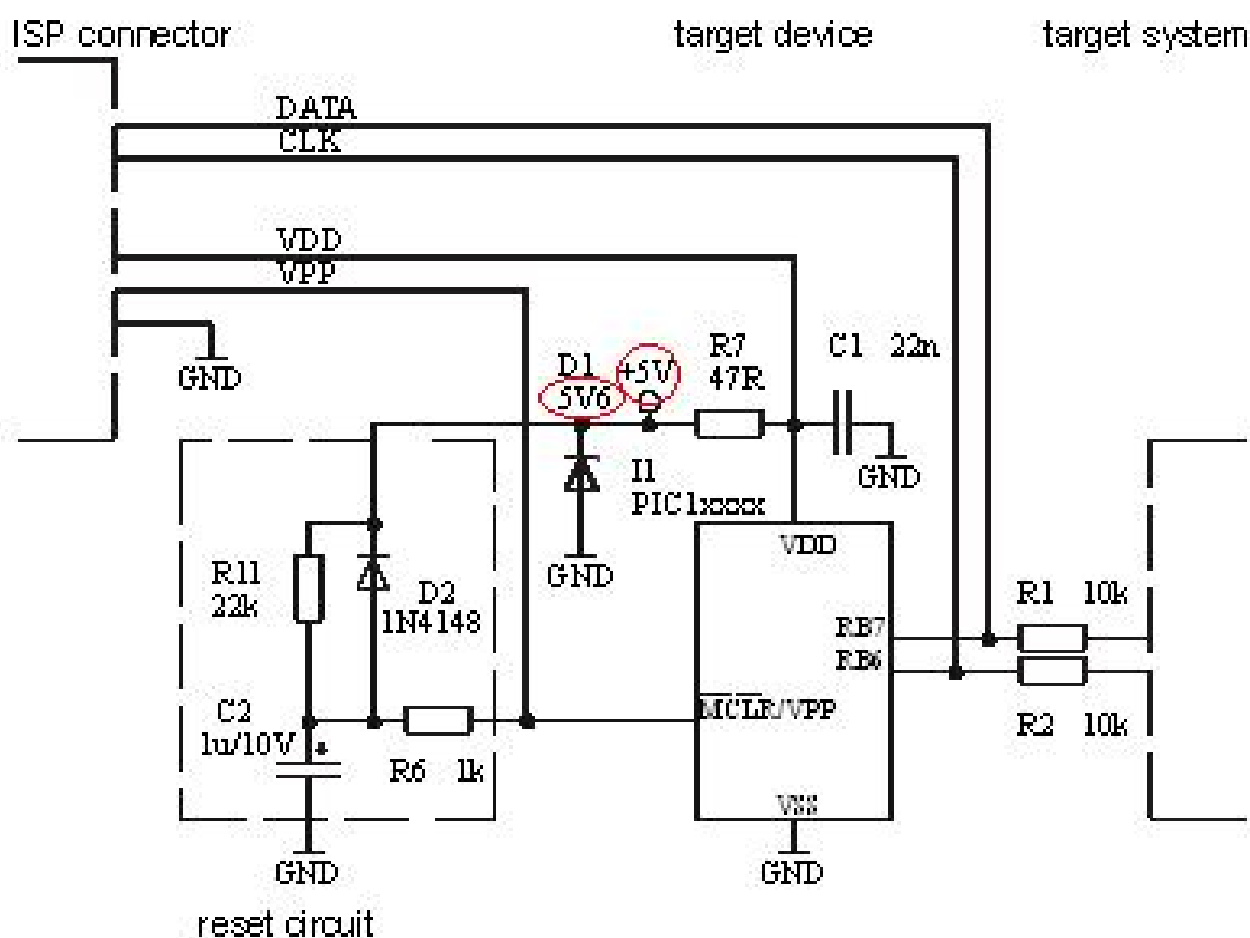 ISP connector
target device
target system
DATA
CLK
VDD
VPP
GND
D1
5V6
+5V
R7
47R
C1 22n
GND
I1
PIC1xxxxx
GND
R11
22k
D2
1N4148
VDD
RB7
RB6
MCLR/VPP
VSS
R1 10k
R2 10k
C2
1u/10V
+
R6 1k
GND
GND
reset circuit